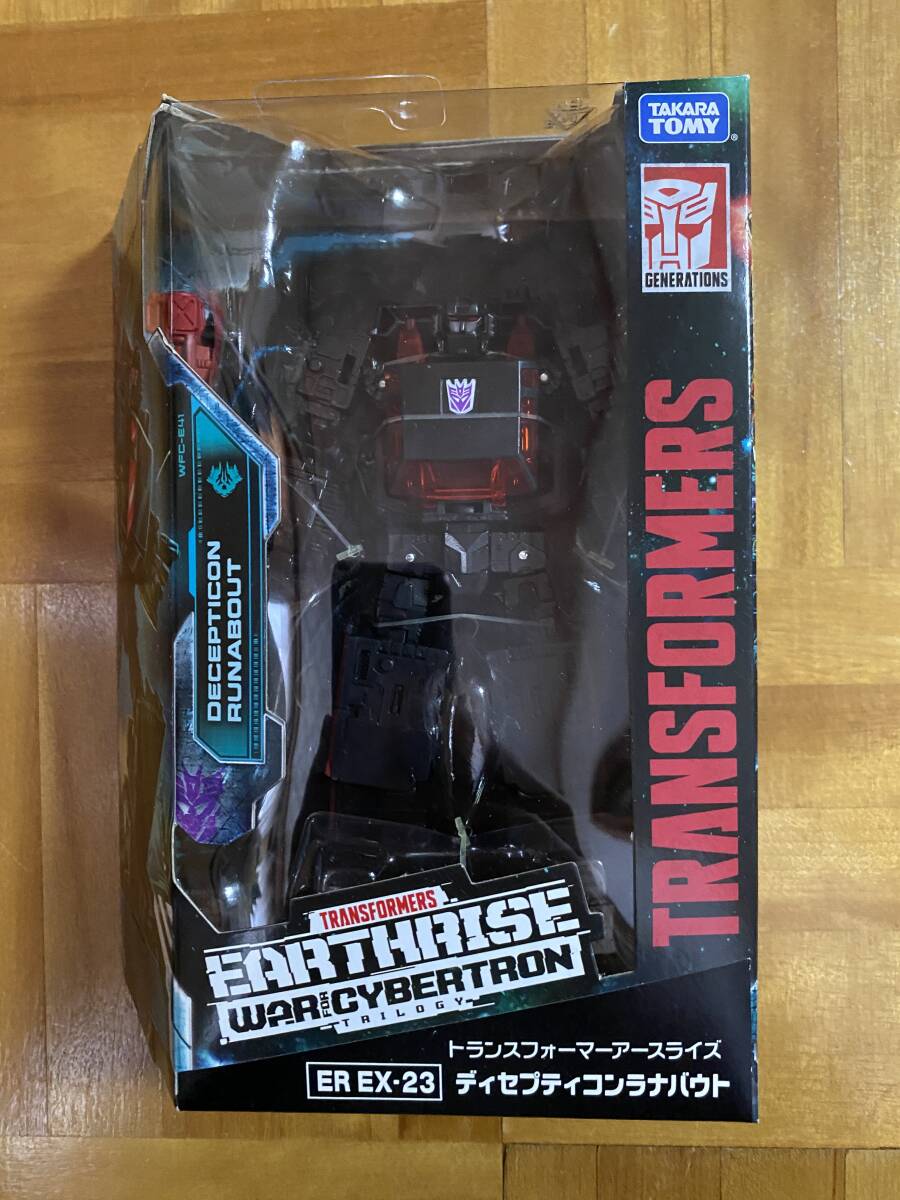 TAKARA
TOMY®
GENERATIONS
TRANSFORMERS
WFC-E41
DECEPTICON
RUNABOUT
TRANSFORMERS
EARTHRISE
WAR FOR CYBERTRON
TRILOGY
トランスフォーマーアースライズ
ER EX-23 ディセプティコンラナバウト